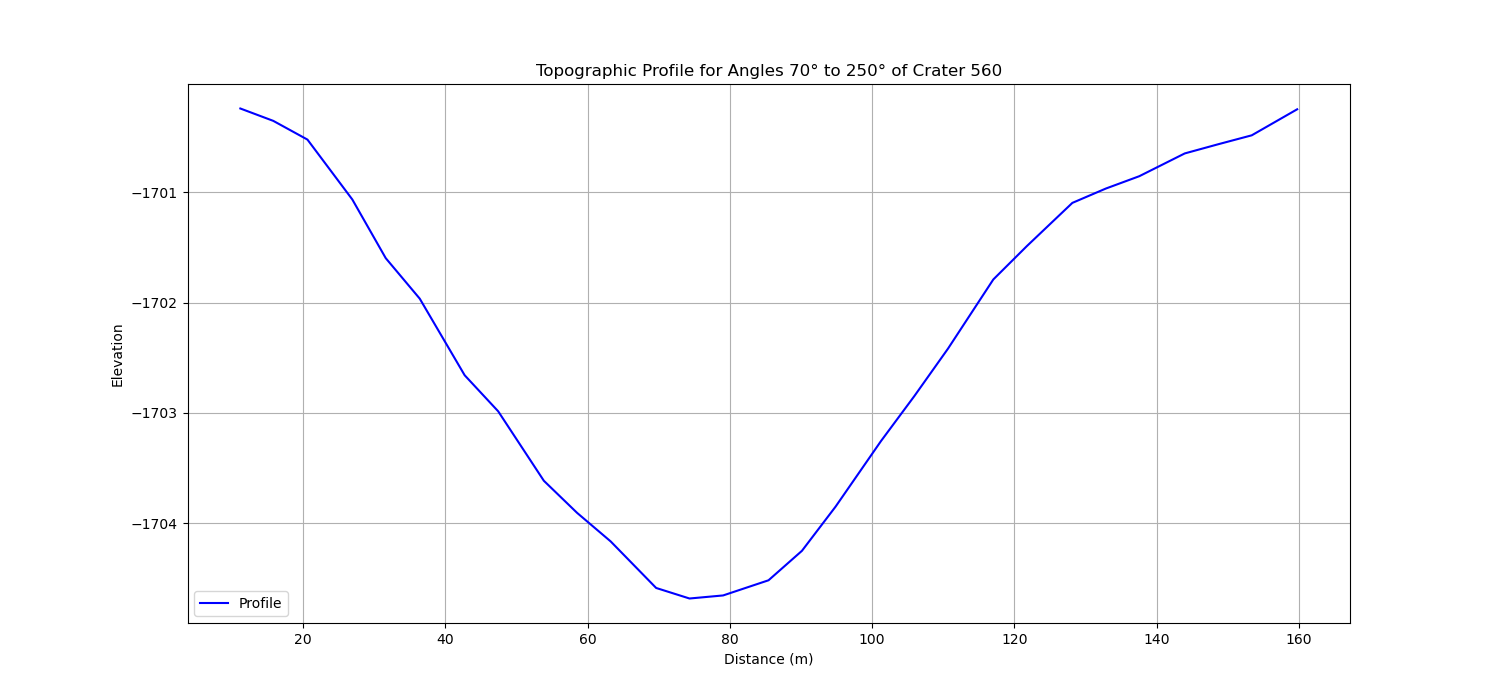 Topographic Profile for Angles 70° to 250° of Crater 560
Elevation
−1701
−1702
−1703
−1704
Profile
20 40 60 80 100 120 140 160
Distance (m)